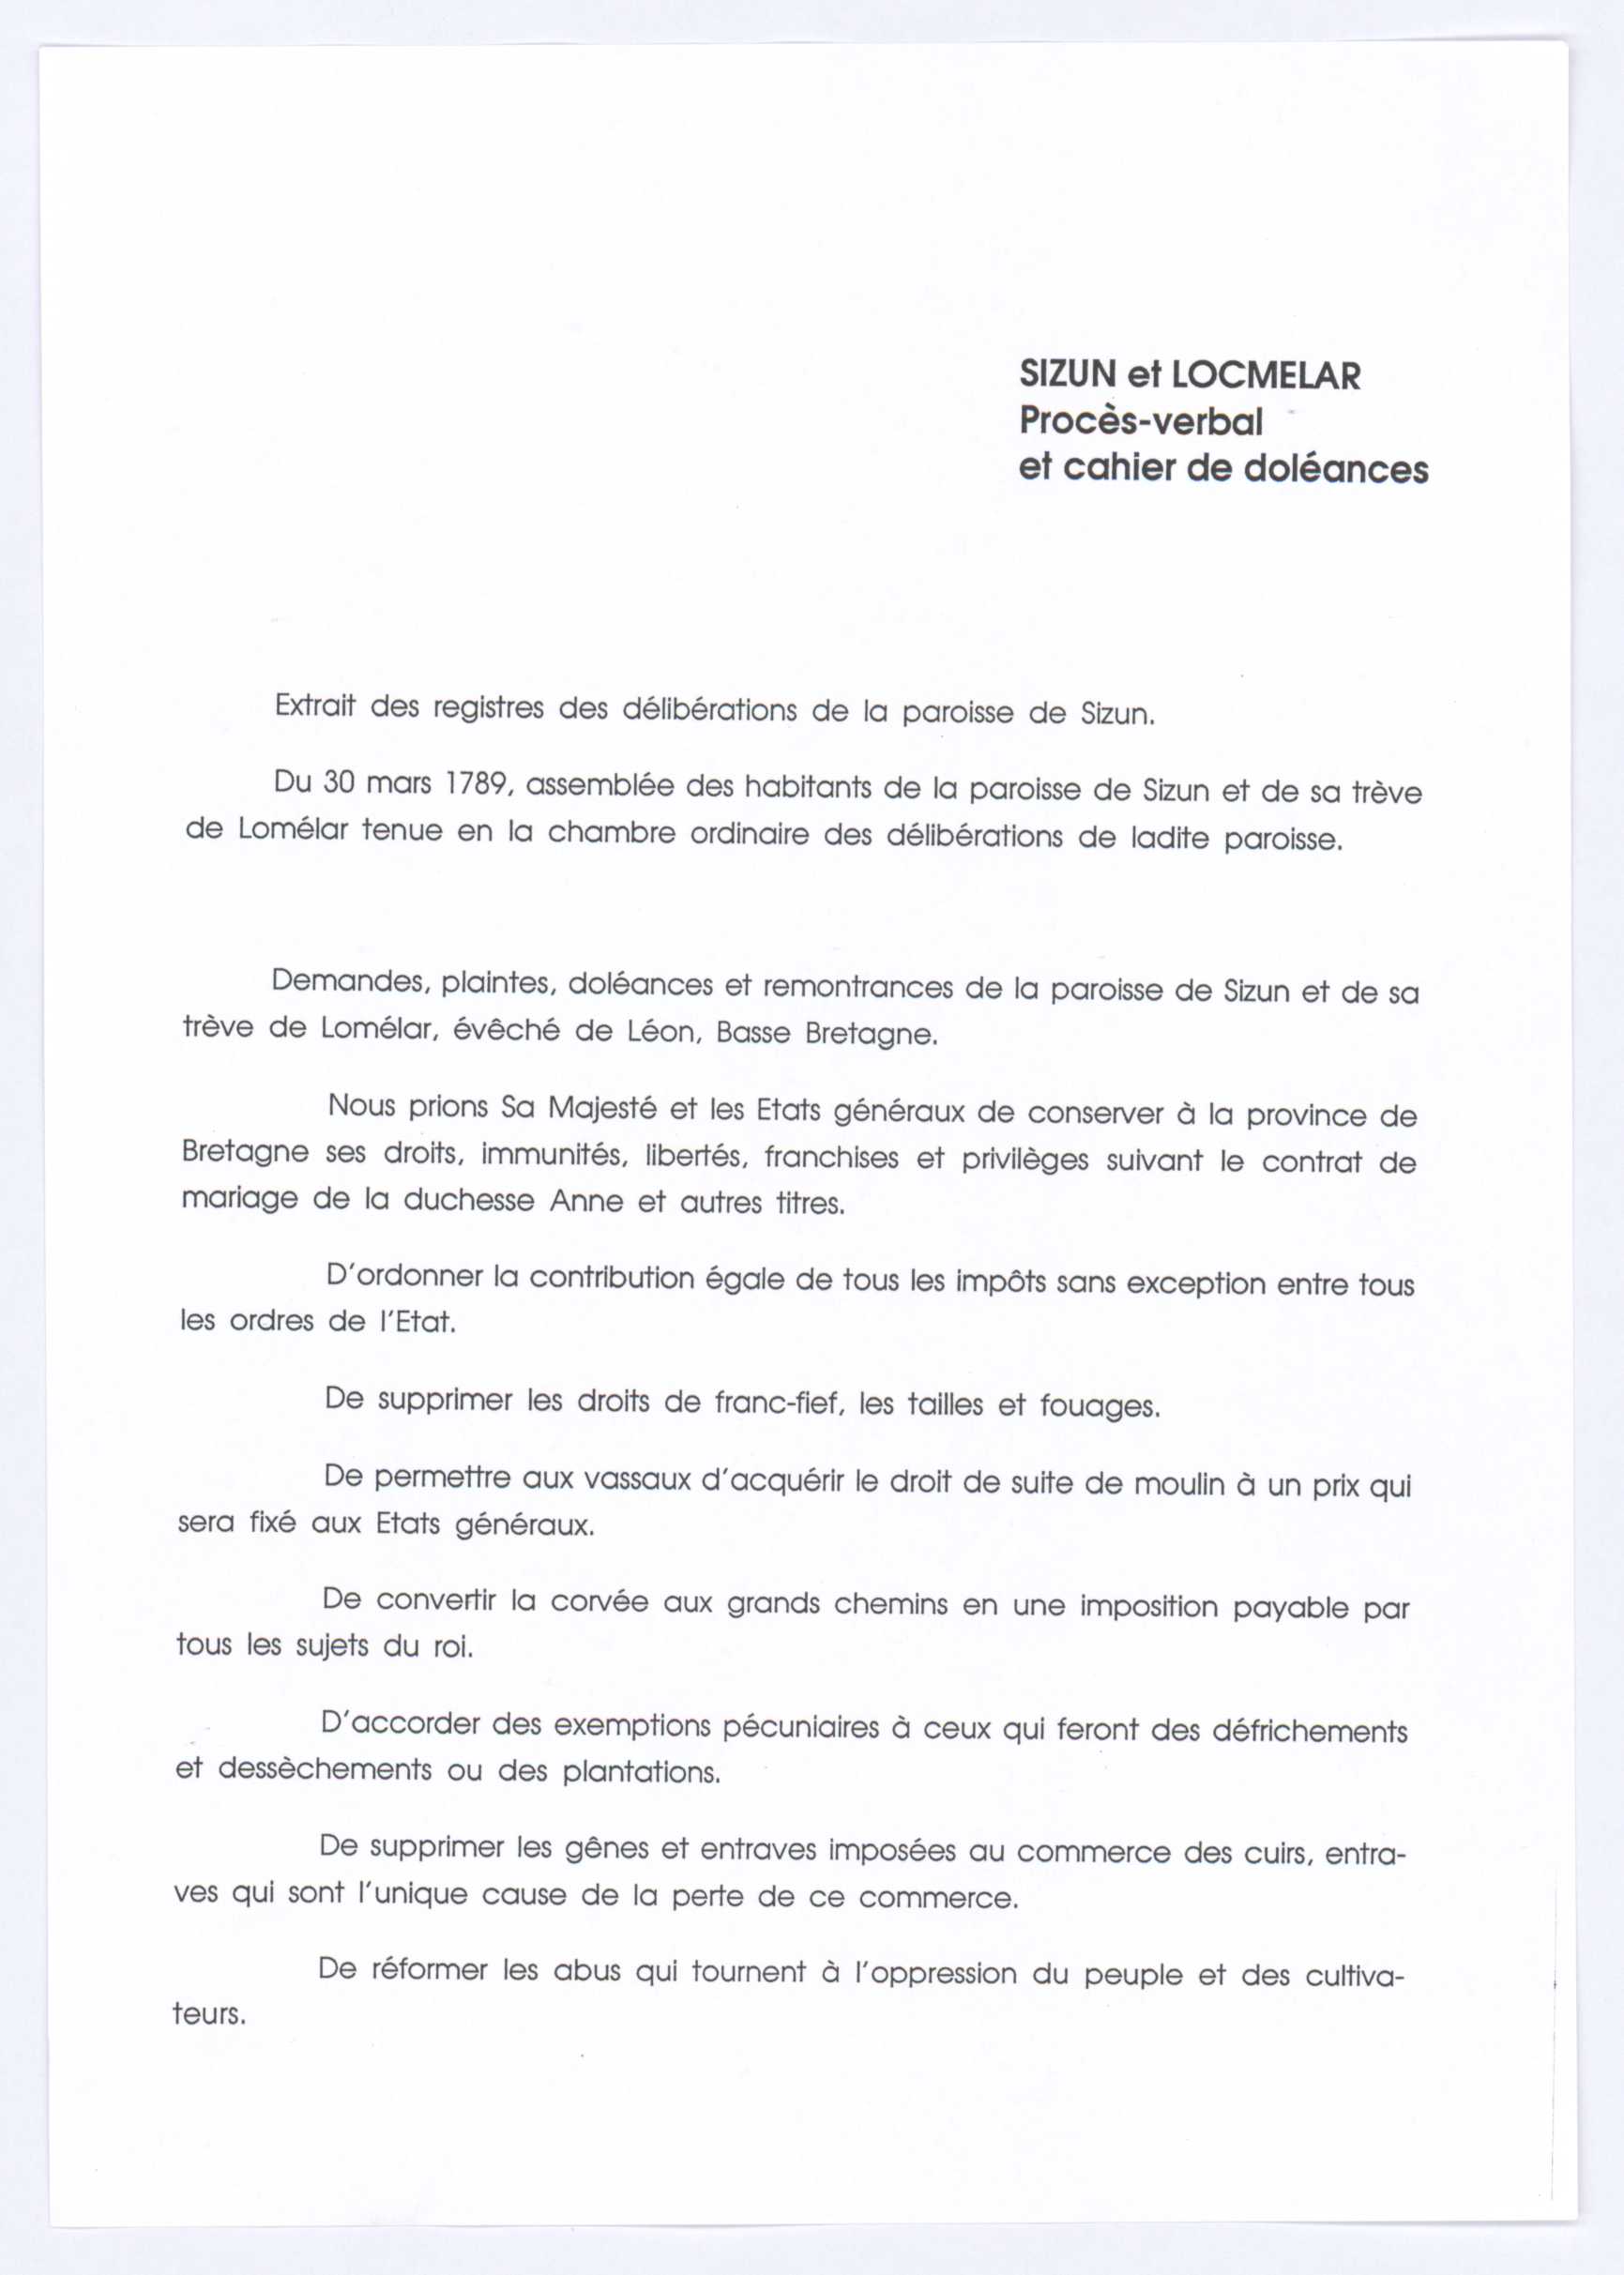 SIZUN et LOCMELAR
Procès-verbal
et cahier de doléances
Extrait des registres des délibérations de la paroisse de Sizun.
Du 30 mars 1789, assemblée des habitants de la paroisse de Sizun et de sa trève
de Lomélar tenue en la chambre ordinaire des délibérations de ladite paroisse.
Demandes, plaintes, doléances et remontrances de la paroisse de Sizun et de sa
trève de Lomélar, évêché de Léon, Basse Bretagne.
Nous prions Sa Majesté et les Etats généraux de conserver à la province de
Bretagne ses droits, immunités, libertés, franchises et privilèges suivant le contrat de
mariage de la duchesse Anne et autres titres.
D'ordonner la contribution égale de tous les impôts sans exception entre tous
les ordres de l'Etat.
De supprimer les droits de franc-fief, les tailles et fouages.
De permettre aux vassaux d'acquérir le droit de suite de moulin à un prix qui
sera fixé aux Etats généraux.
De convertir la corvée aux grands chemins en une imposition payable par
tous les sujets du roi.
D'accorder des exemptions pécuniaires à ceux qui feront des défrichements
et dessèchements ou des plantations.
De supprimer les gênes et entraves imposées au commerce des cuirs, entra-
ves qui sont l'unique cause de la perte de ce commerce.
De réformer les abus qui tournent à l'oppression du peuple et des cultiva-
teurs.